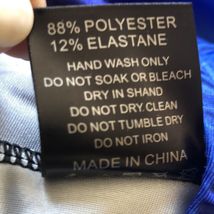 88% POLYESTER
12% ELASTANE
HAND WASH ONLY
DO NOT SOAK OR BLEACH
DRY IN SHAND
DO NOT DRY. CLEAN
DO NOT TUMBLE DRY
DO NOT IRON
MADE IN CHINA